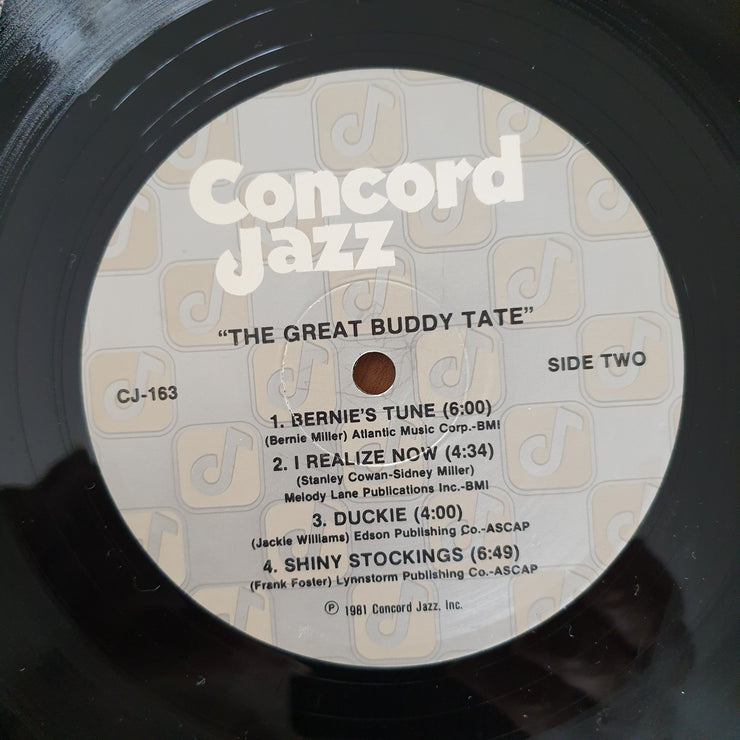 Concord
Jazz
“THE GREAT BUDDY TATE”
SIDE TWO
CJ-163
1. BERNIE'S TUNE (6:00)
(Bernie Miller) Atlantic Music Corp.-BMI
2. I REALIZE NOW (4:34)
(Stanley Cowan-Sidney Miller)
Melody Lane Publications Inc.-BMI
3. DUCKIE (4:00)
(Jackie Williams) Edson Publishing Co.-ASCAP
4. SHINY STOCKINGS (6:49)
(Frank Foster) Lynnstorm Publishing Co.-ASCAP
Ⓟ 1981 Concord Jazz, Inc.